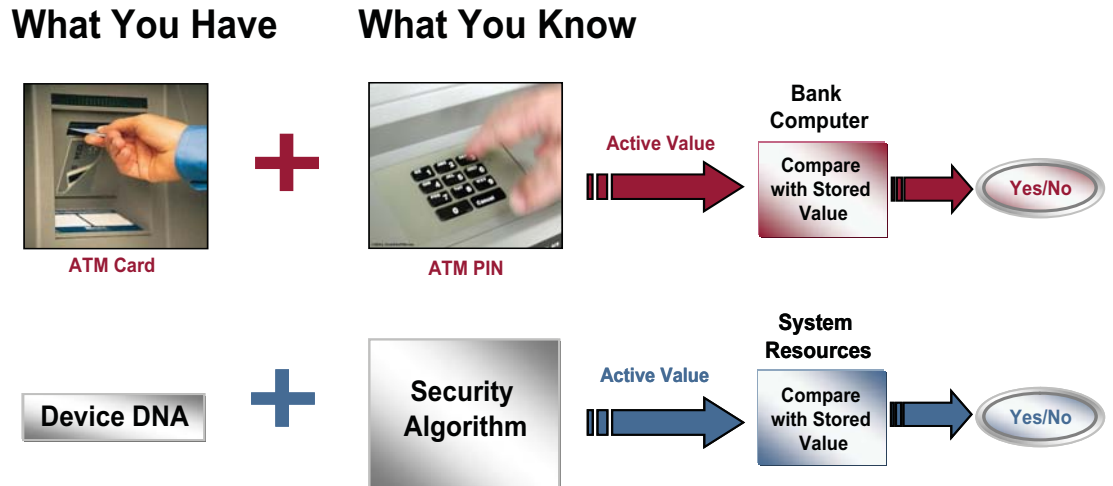 What You Have
What You Know
ATM Card
ATM PIN
Active Value
Bank
Computer
Compare
with Stored
Value
Yes/No
Device DNA
Security
Algorithm
Active Value
System
Resources
Compare
with Stored
Value
Yes/No